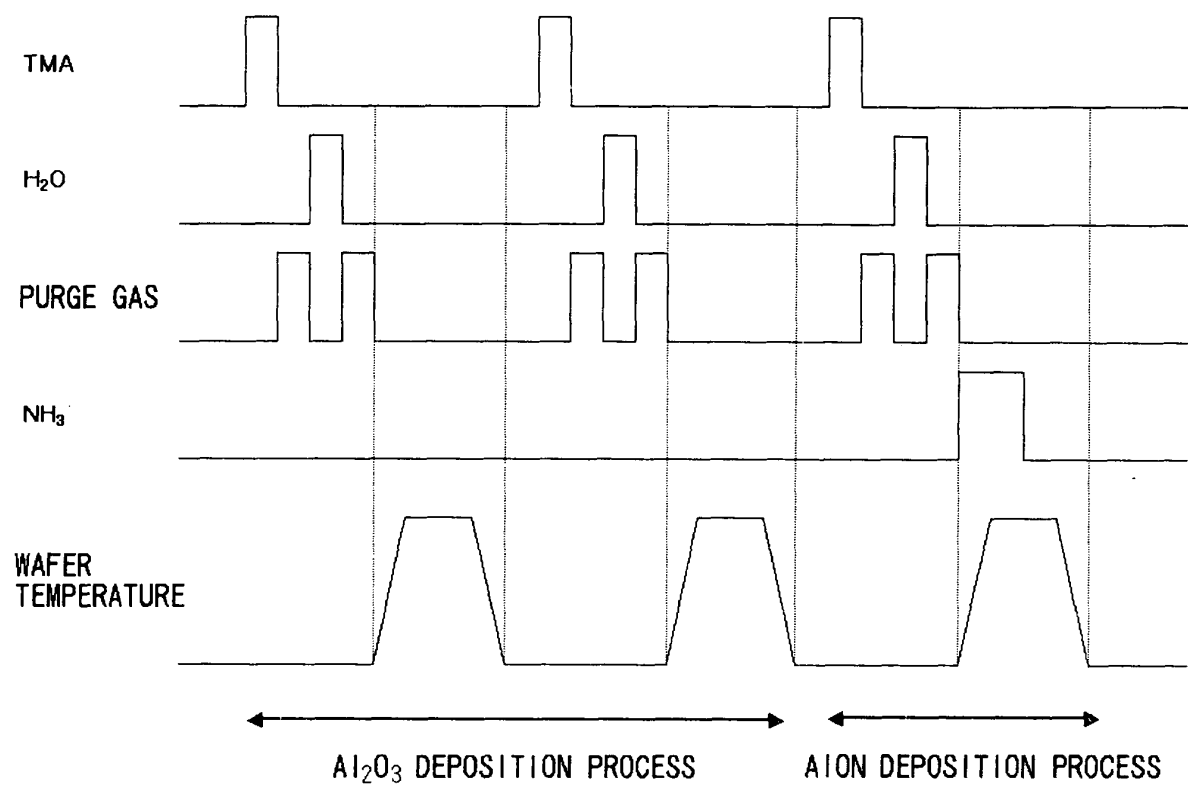 TMA
H₂O
PURGE GAS
NH₃
WAFER
TEMPERATURE
Al₂O₃ DEPOSITION PROCESS
AlON DEPOSITION PROCESS